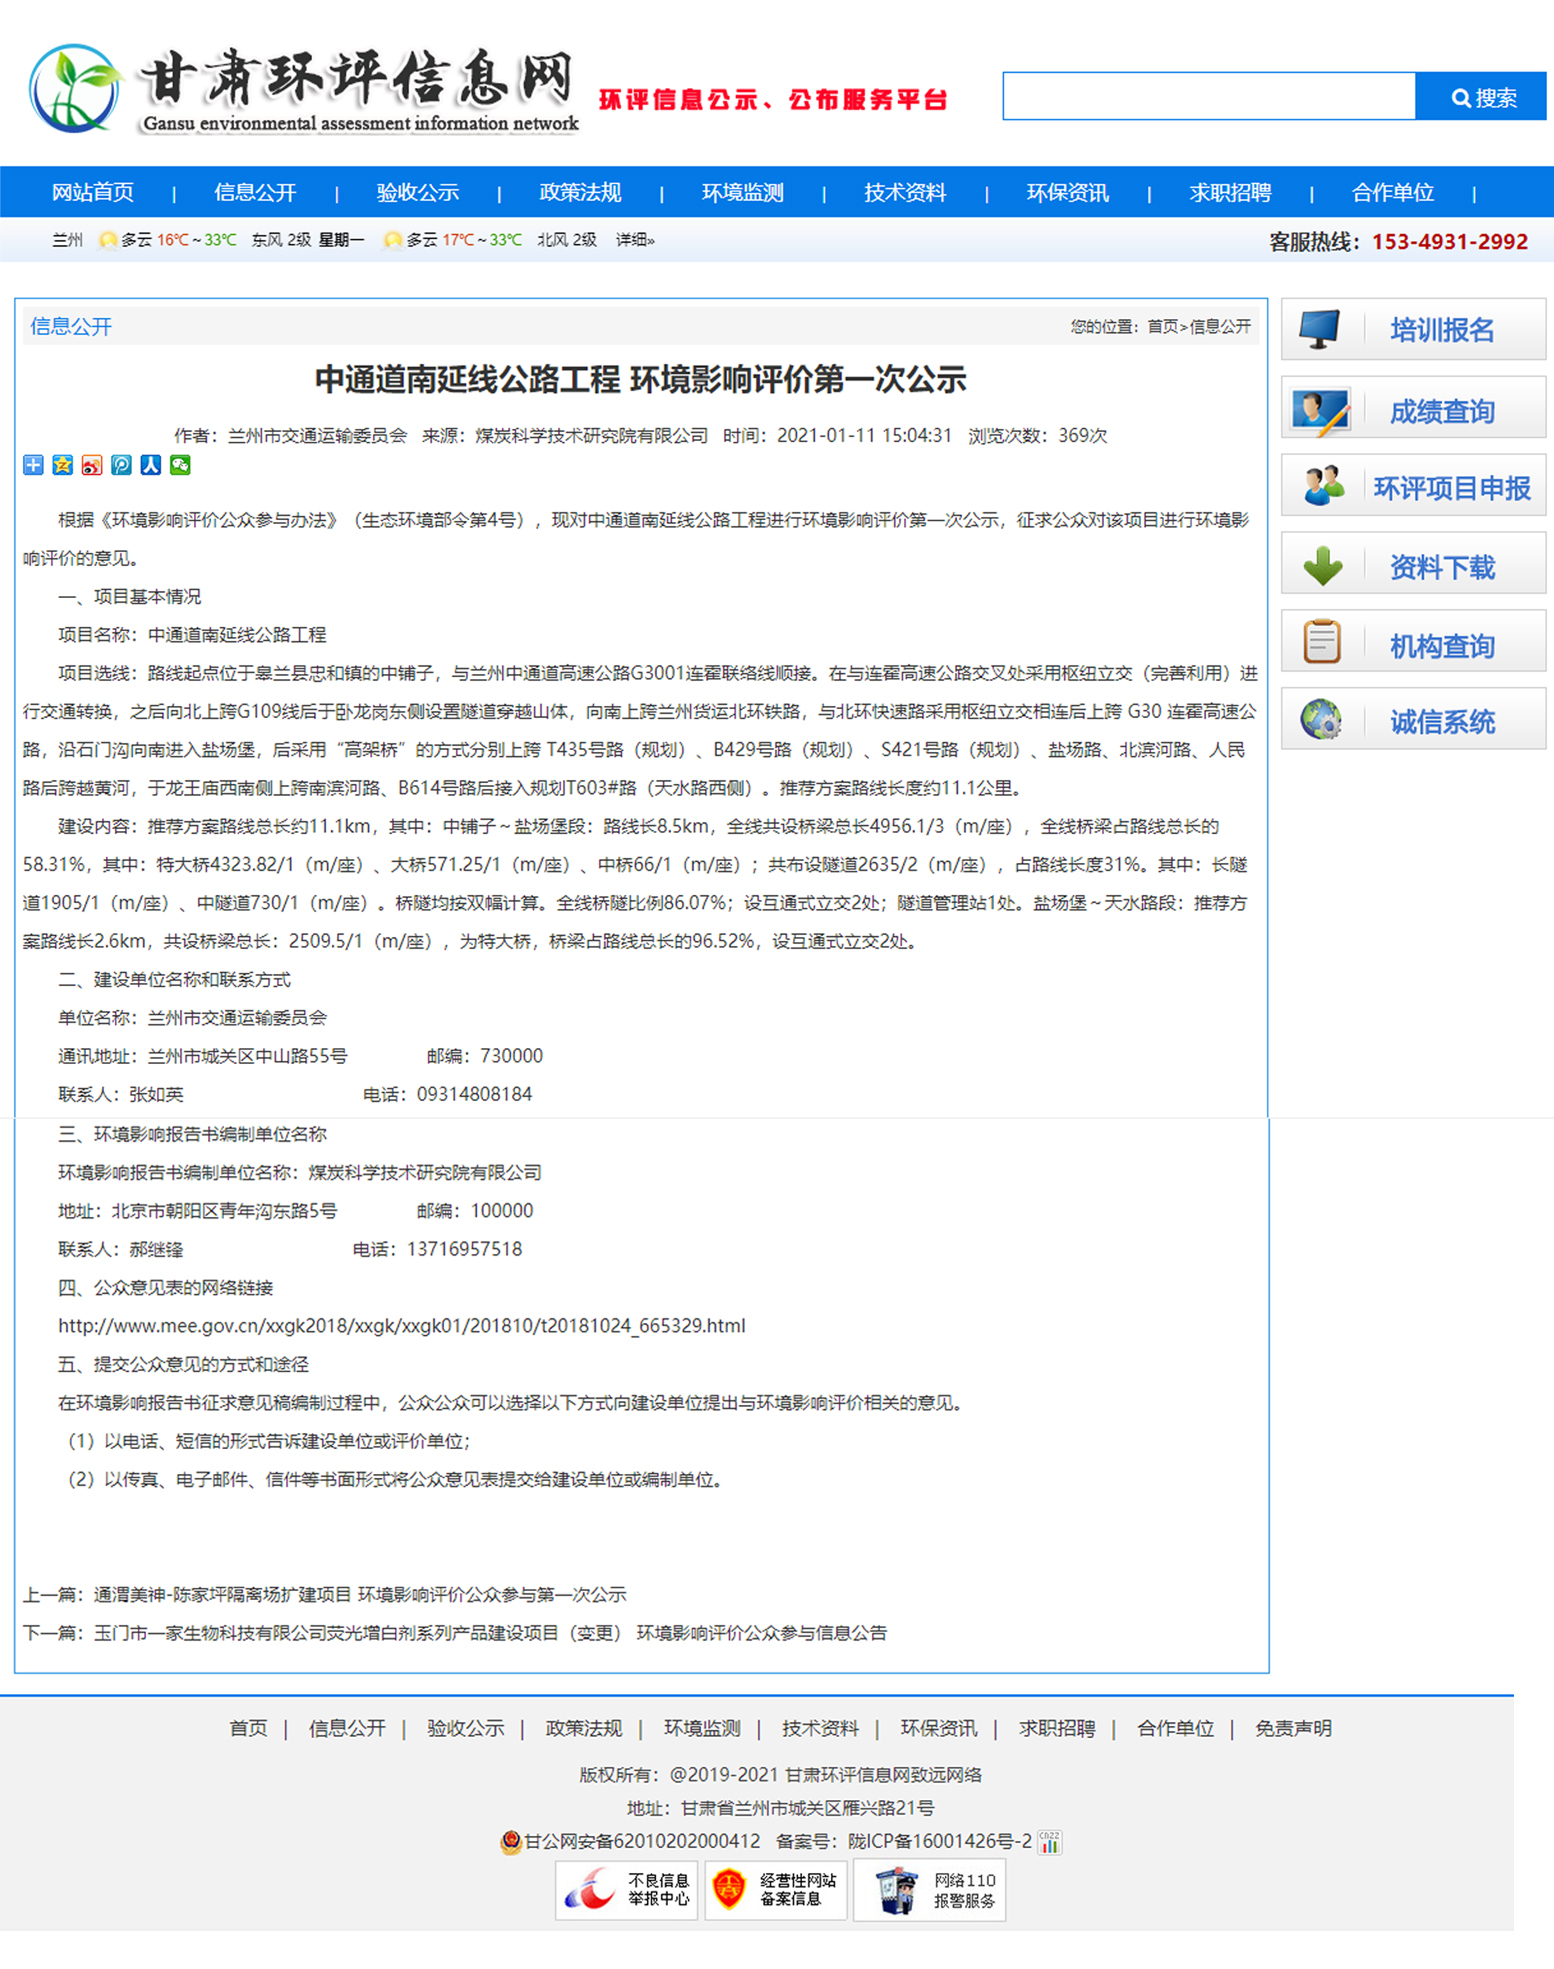 甘肃环评信息网
Gansu environmental assessment information network
环评信息公示、公布服务平台
搜索
网站首页 | 信息公开 | 验收公示 | 政策法规 | 环境监测 | 技术资料 | 环保资讯 | 求职招聘 | 合作单位 |
兰州 多云 16℃~33℃ 东风 2级 星期一 多云 17℃~33℃ 北风 2级 详细»
客服热线：153-4931-2992
信息公开
您的位置：首页>信息公开
中通道南延线公路工程 环境影响评价第一次公示
作者：兰州市交通运输委员会 来源：煤炭科学技术研究院有限公司 时间：2021-01-11 15:04:31 浏览次数：369次
根据《环境影响评价公众参与办法》（生态环境部令第4号），现对中通道南延线公路工程进行环境影响评价第一次公示，征求公众对该项目进行环境影
响评价的意见。
一、项目基本情况
项目名称：中通道南延线公路工程
项目选线：路线起点位于皋兰县忠和镇的中铺子，与兰州中通道高速公路G3001连霍联络线顺接。在与连霍高速公路交叉处采用枢纽立交（完善利用）进
行交通转换，之后向北上跨G109线后于卧龙岗东侧设置隧道穿越山体，向南上跨兰州货运北环铁路，与北环快速路采用枢纽立交相连后上跨 G30 连霍高速公
路，沿石门沟向南进入盐场堡，后采用“高架桥”的方式分别上跨 T435号路（规划）、B429号路（规划）、S421号路（规划）、盐场路、北滨河路、人民
路后跨越黄河，于龙王庙西南侧上跨南滨河路、B614号路后接入规划T603#路（天水路西侧）。推荐方案路线长度约11.1公里。
建设内容：推荐方案路线总长约11.1km，其中：中铺子～盐场堡段：路线长8.5km，全线共设桥梁总长4956.1/3（m/座），全线桥梁占路线总长的
58.31%，其中：特大桥4323.82/1（m/座）、大桥571.25/1（m/座）、中桥66/1（m/座）；共布设隧道2635/2（m/座），占路线长度31%。其中：长隧
道1905/1（m/座）、中隧道730/1（m/座）。桥隧均按双幅计算。全线桥隧比例86.07%；设互通式立交2处；隧道管理站1处。盐场堡～天水路段：推荐方
案路线长2.6km，共设桥梁总长：2509.5/1（m/座），为特大桥，桥梁占路线总长的96.52%，设互通式立交2处。
二、建设单位名称和联系方式
单位名称：兰州市交通运输委员会
通讯地址：兰州市城关区中山路55号 邮编：730000
联系人：张如英 电话：09314808184
三、环境影响报告书编制单位名称
环境影响报告书编制单位名称：煤炭科学技术研究院有限公司
地址：北京市朝阳区青年沟东路5号 邮编：100000
联系人：郝继锋 电话：13716957518
四、公众意见表的网络链接
http://www.mee.gov.cn/xxgk2018/xxgk/xxgk01/201810/t20181024_665329.html
五、提交公众意见的方式和途径
在环境影响报告书征求意见稿编制过程中，公众公众可以选择以下方式向建设单位提出与环境影响评价相关的意见。
（1）以电话、短信的形式告诉建设单位或评价单位；
（2）以传真、电子邮件、信件等书面形式将公众意见表提交给建设单位或编制单位。
上一篇：通渭美神-陈家坪隔离场扩建项目 环境影响评价公众参与第一次公示
下一篇：玉门市一家生物科技有限公司荧光增白剂系列产品建设项目（变更） 环境影响评价公众参与信息公告
培训报名
成绩查询
环评项目申报
资料下载
机构查询
诚信系统
首页 | 信息公开 | 验收公示 | 政策法规 | 环境监测 | 技术资料 | 环保资讯 | 求职招聘 | 合作单位 | 免责声明
版权所有：@2019-2021 甘肃环评信息网致远网络
地址：甘肃省兰州市城关区雁兴路21号
甘公网安备62010202000412 备案号：陇ICP备16001426号-2 CNZZ
不良信息
举报中心
经营性网站
备案信息
网络110
报警服务